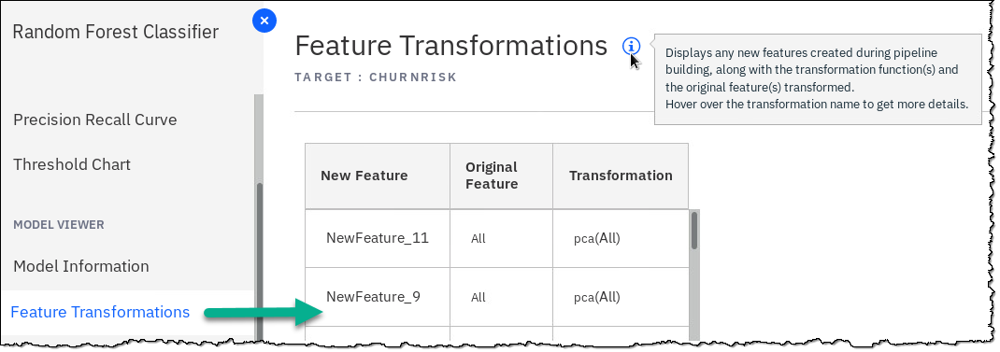 Random Forest Classifier
Precision Recall Curve
Threshold Chart
MODEL VIEWER
Model Information
Feature Transformations
Feature Transformations
TARGET : CHURNRISK
Displays any new features created during pipeline
building, along with the transformation function(s) and
the original feature(s) transformed.
Hover over the transformation name to get more details.
New Feature
Original
Feature
Transformation
NewFeature_11
All
pca(All)
NewFeature_9
All
pca(All)